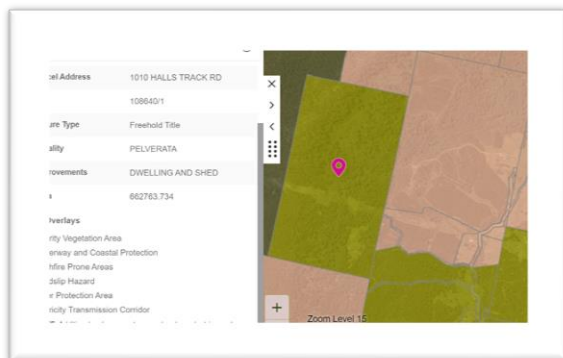 cel Address 1010 HALLS TRACK RD
108640/1
ure Type Freehold Title
ality PELVERATA
rovements DWELLING AND SHED
662763.734
verlays
rity Vegetation Area
erway and Coastal Protection
hfire Prone Areas
dslip Hazard
er Protection Area
ricity Transmission Corridor
Zoom Level 15